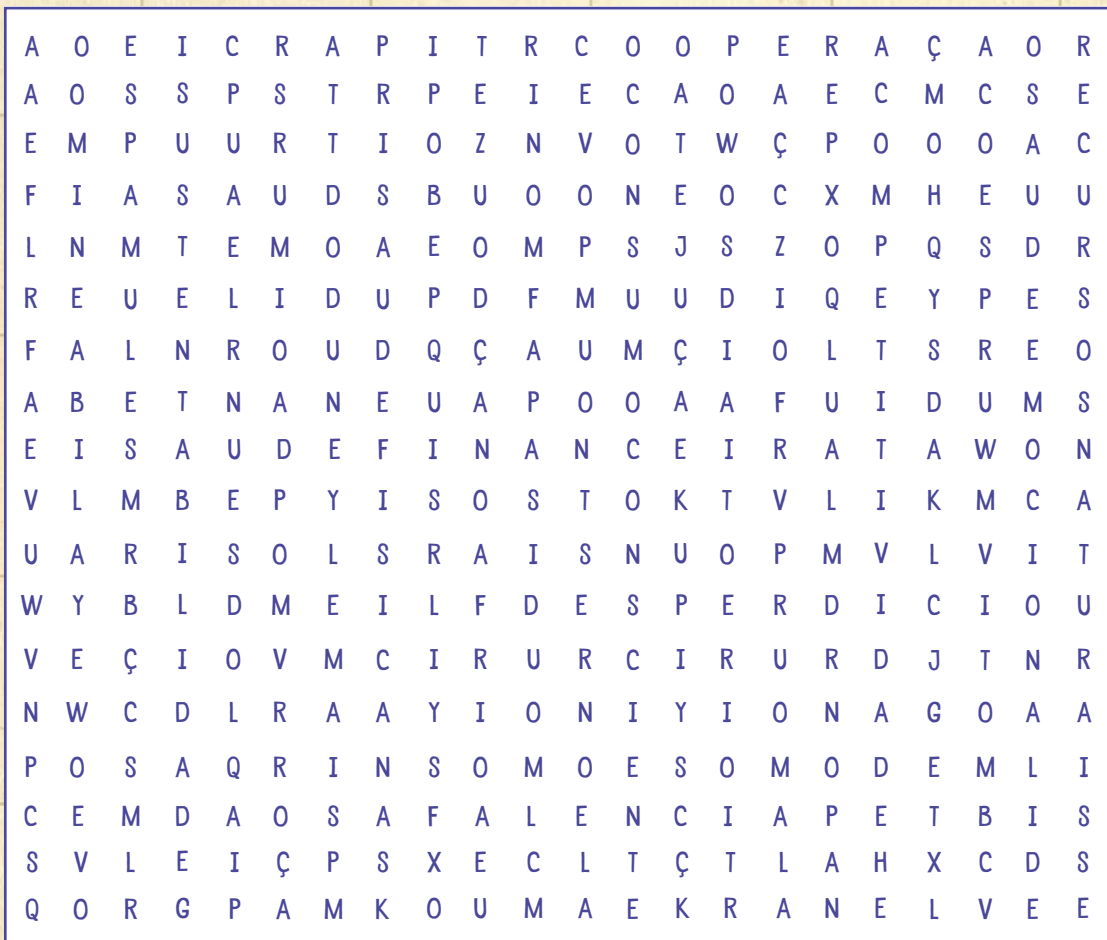 A O E I C R A P I T R C O O P E R A Ç A O R
A O S S P S T R P E I E C A O A E C M C S E
E M P U U R T I O Z N V O T W Ç P O O O A C
F I A S A U D S B U O O N E O C X M H E U U
L N M T E M O A E O M P S J S Z O P Q S D R
R E U E L I D U P D F M U U D I Q E Y P E S
F A L N R O U D Q Ç A U M Ç I O L T S R E O
A B E T N A N E U A P O O A A F U I D U M S
E I S A U D E F I N A N C E I R A T A W O N
V L M B E P Y I S O S T O K T V L I K M C A
U A R I S O L S R A I S N U O P M V L V I T
W Y B L D M E I L F D E S P E R D I C I O U
V E Ç I O V M C I R U R C I R U R D J T N R
N W C D L R A A Y I O N I Y I O N A G O A A
P O S A Q R I N S O M O E S O M O D E M L I
C E M D A O S A F A L E N C I A P E T B I S
S V L E I Ç P S X E C L T Ç T L A H X C D S
Q O R G P A M K O U M A E K R A N E L V E E